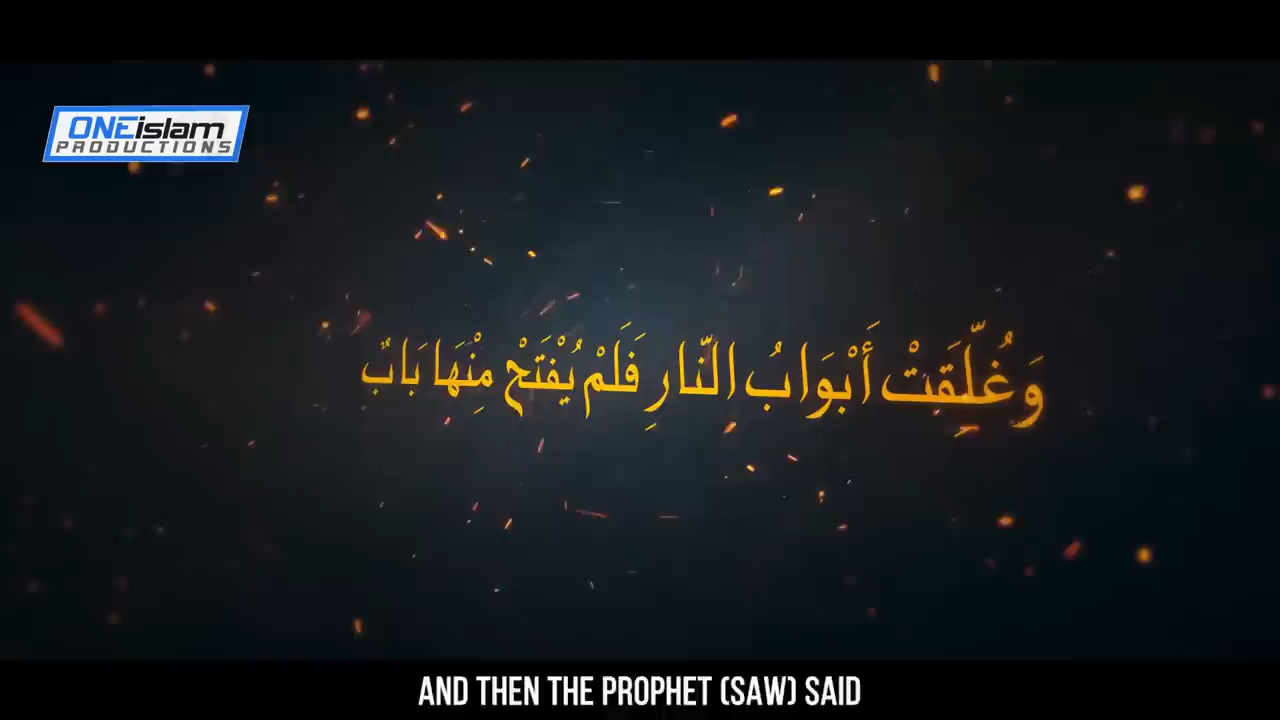 ONEislam
PRODUCTIONS
وَغُلِّقَتْ أَبْوَابُ النَّارِ فَلَمْ يُفْتَحْ مِنْهَا بَابٌ
AND THEN THE PROPHET (SAW) SAID